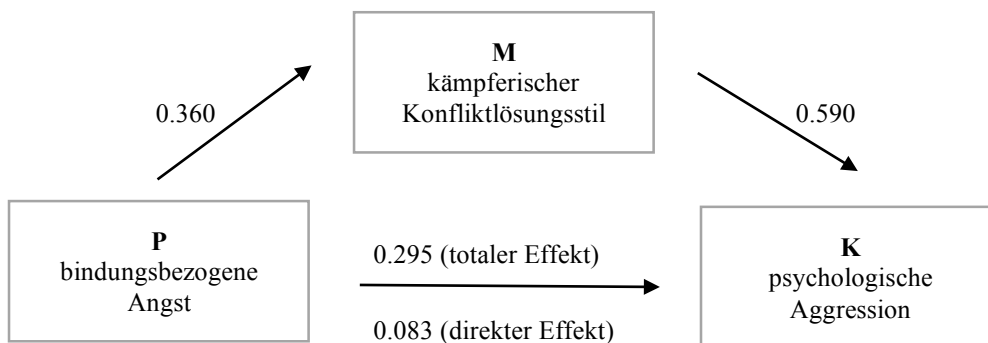 M
kämpferischer
Konfliktlösungsstil
0.360
0.590
P
bindungsbezogene
Angst
0.295 (totaler Effekt)
0.083 (direkter Effekt)
K
psychologische
Aggression